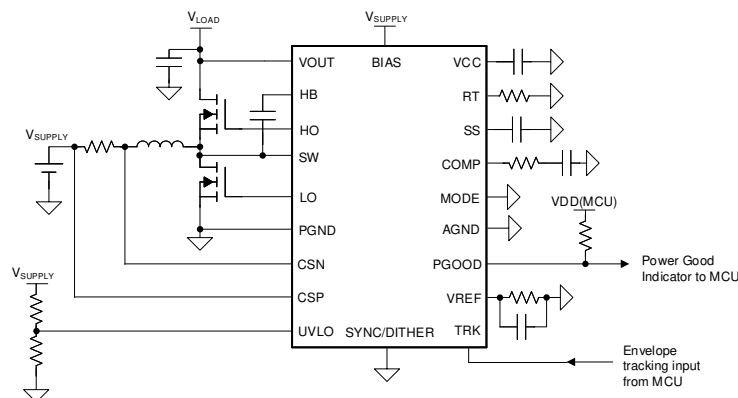 VLOAD
VSUPPLY
VOUT
BIAS
VCC
HB
RT
HO
SS
VSUPPLY
SW
COMP
LO
MODE
VDD(MCU)
PGND
AGND
CSN
PGOOD
Power Good
Indicator to MCU
VSUPPLY
CSP
VREF
UVLO
SYNC/DITHER
TRK
Envelope
tracking input
from MCU